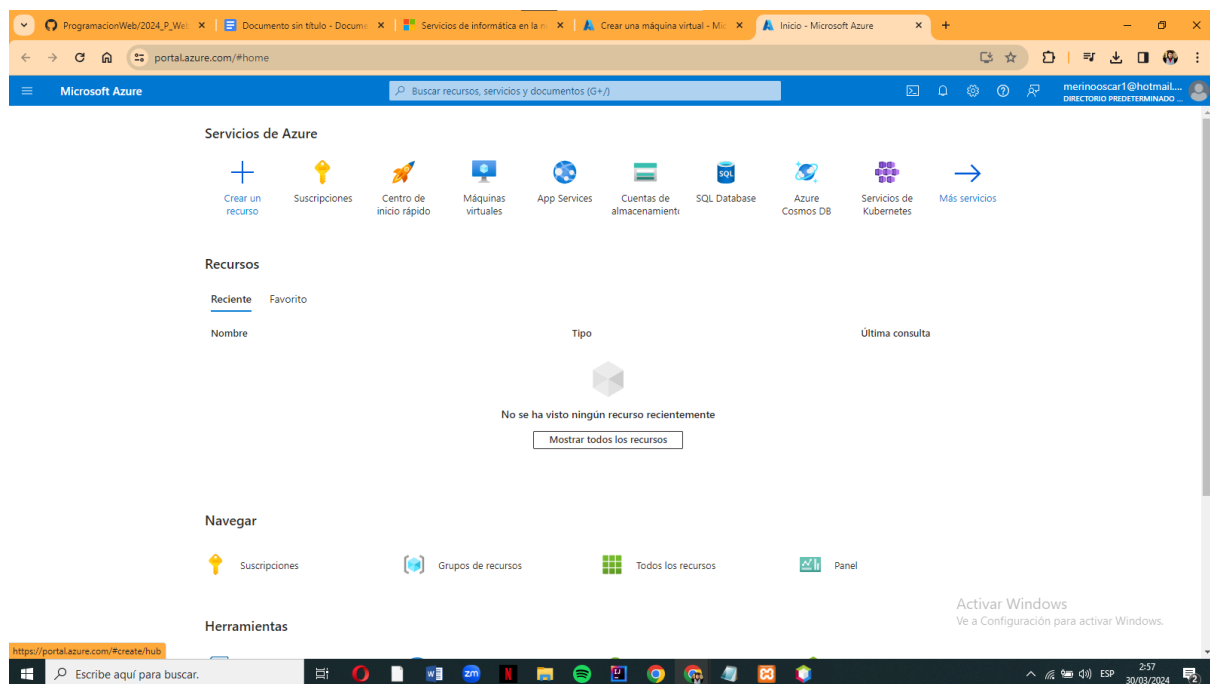 ProgramacionWeb/2024_P_Web
Documento sin título - Docume
Servicios de informática en la n
Crear una máquina virtual - Mic
Inicio - Microsoft Azure
portal.azure.com/#home
Microsoft Azure
Buscar recursos, servicios y documentos (G+/)
merinooscar1@hotmail....
DIRECTORIO PREDETERMINADO ...
Servicios de Azure
Crear un
recurso
Suscripciones
Centro de
inicio rápido
Máquinas
virtuales
App Services
Cuentas de
almacenamiento
SQL
SQL Database
Azure
Cosmos DB
Servicios de
Kubernetes
Más servicios
Recursos
Reciente Favorito
Nombre Tipo Última consulta
No se ha visto ningún recurso recientemente
Mostrar todos los recursos
Navegar
Suscripciones Grupos de recursos Todos los recursos Panel
Activar Windows
Ve a Configuración para activar Windows.
Herramientas
https://portal.azure.com/#create/hub
Escribe aquí para buscar.
zm
ESP
2:57
30/03/2024
2